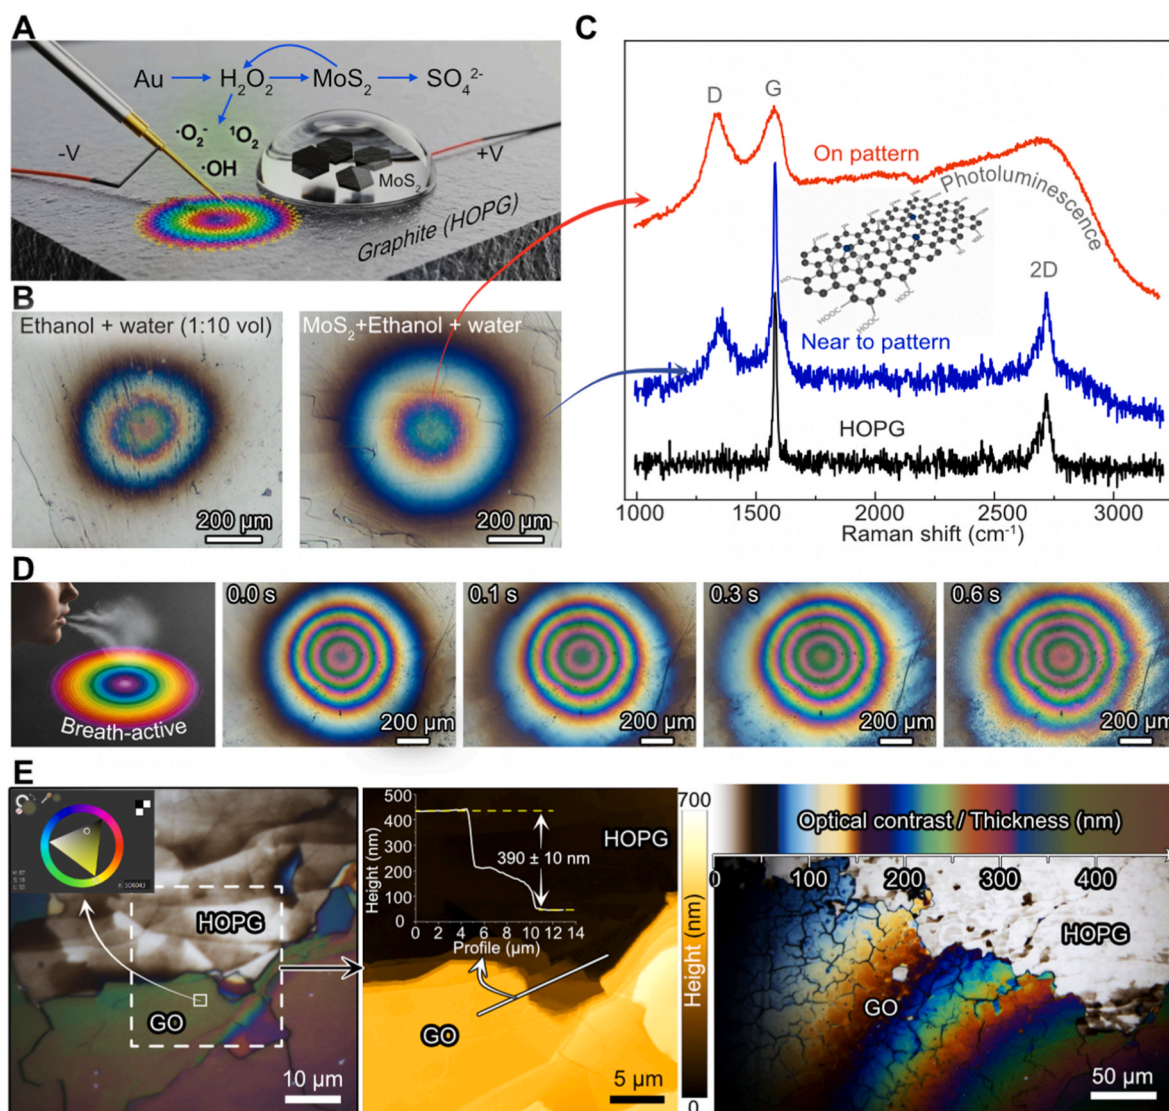 A
Au → H₂O₂ → MoS₂ → SO₄²⁻
·O₂⁻ ¹O₂
·OH
-V
+V
MoS₂
Graphite (HOPG)
B
Ethanol + water (1:10 vol)
200 µm
MoS₂+Ethanol + water
200 µm
C
D
G
On pattern
Photoluminescence
HOOC
HOOC
HOOC
2D
Near to pattern
HOPG
1000 1500 2000 2500 3000
Raman shift (cm⁻¹)
D
Breath-active
0.0 s
200 µm
0.1 s
200 µm
0.3 s
200 µm
0.6 s
200 µm
E
HOPG
GO
10 µm
500
400
300
200
100
0
Height (nm)
390 ± 10 nm
0 2 4 6 8 10 12 14
Profile (µm)
HOPG
GO
5 µm
700
Height (nm)
0
Optical contrast / Thickness (nm)
0 100 200 300 400
HOPG
GO
50 µm